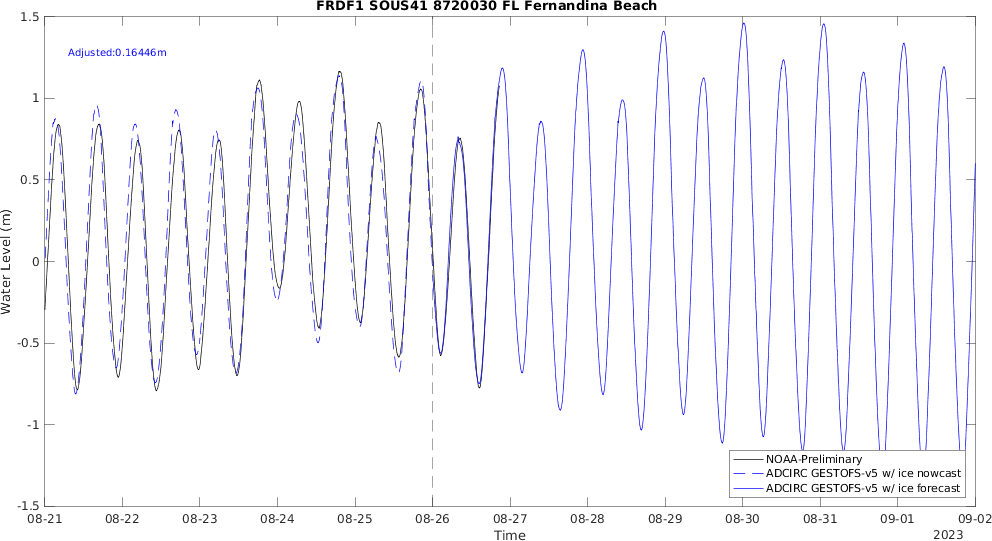 FRDF1 SOUS41 8720030 FL Fernandina Beach
1.5
Adjusted:0.16446m
1
0.5
0
-0.5
-1
-1.5
Water Level (m)
NOAA-Preliminary
ADCIRC GESTOFS-v5 w/ ice nowcast
ADCIRC GESTOFS-v5 w/ ice forecast
08-21 08-22 08-23 08-24 08-25 08-26 08-27 08-28 08-29 08-30 08-31 09-01 09-02
Time
2023